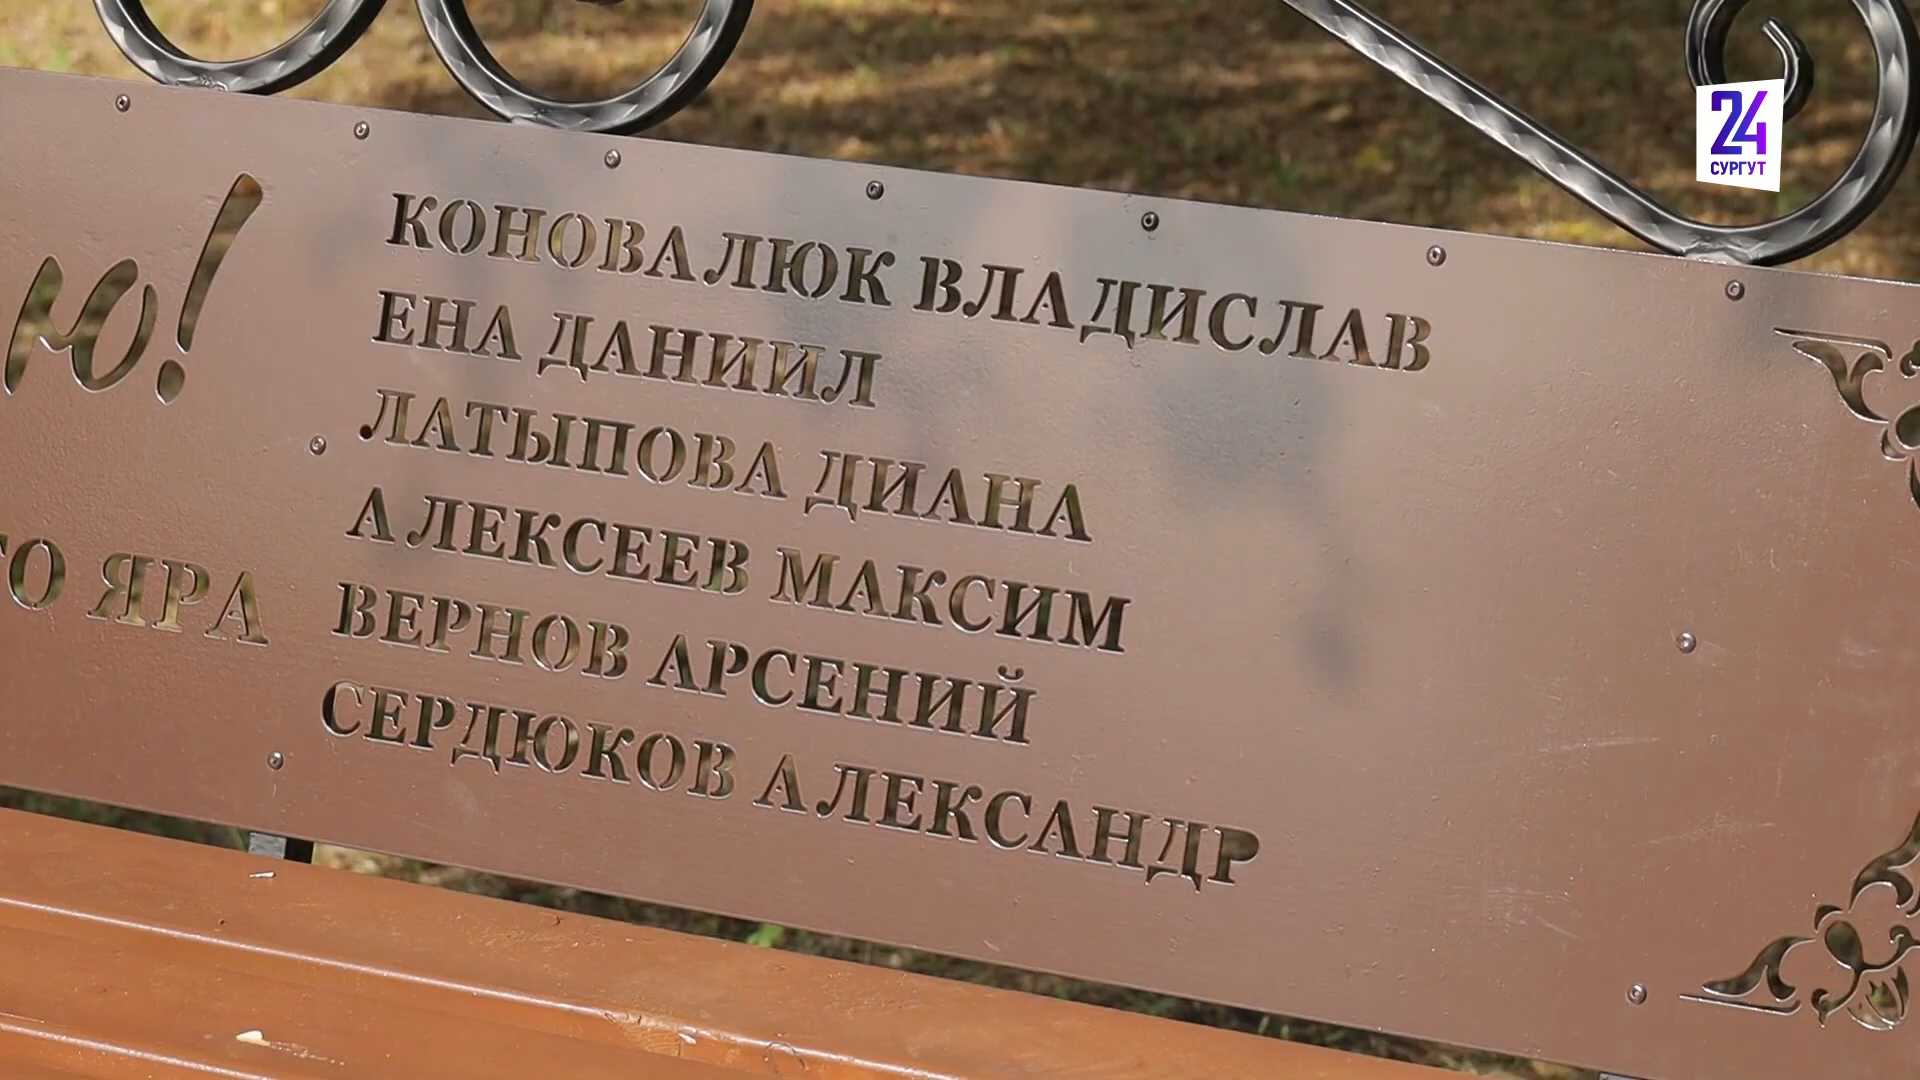 24
СУРГУТ
КОНОВАЛЮК ВЛАДИСЛАВ
ЕНА ДАНИИЛ
ЛАТЫПОВА ДИАНА
АЛЕКСЕЕВ МАКСИМ
ВЕРНОВ АРСЕНИЙ
СЕРДЮКОВ АЛЕКСАНДР
ю!
ГО ЯРА